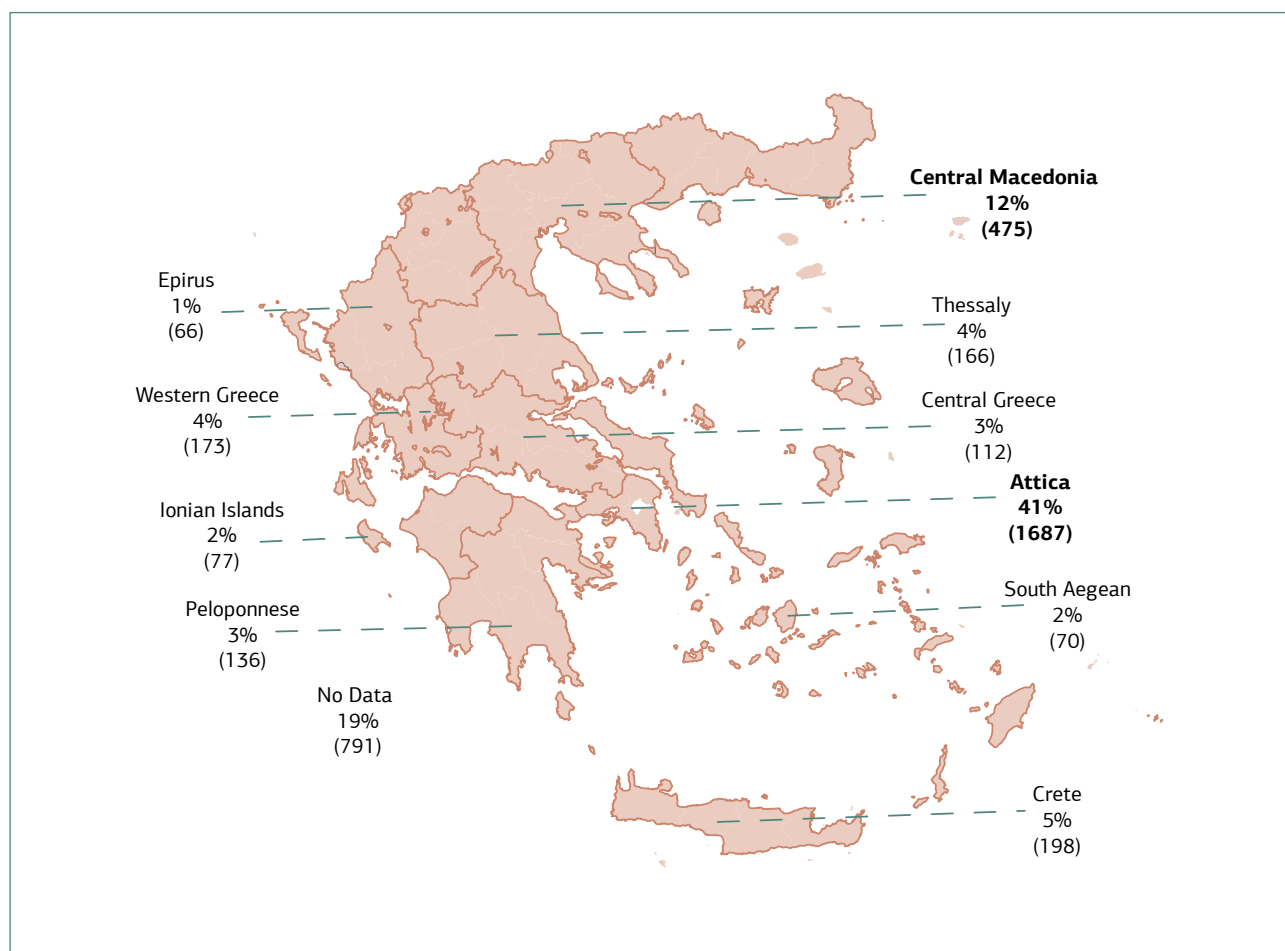 Central Macedonia
12%
(475)
Epirus
1%
(66)
Thessaly
4%
(166)
Western Greece
4%
(173)
Central Greece
3%
(112)
Attica
41%
(1687)
Ionian Islands
2%
(77)
South Aegean
2%
(70)
Peloponnese
3%
(136)
No Data
19%
(791)
Crete
5%
(198)